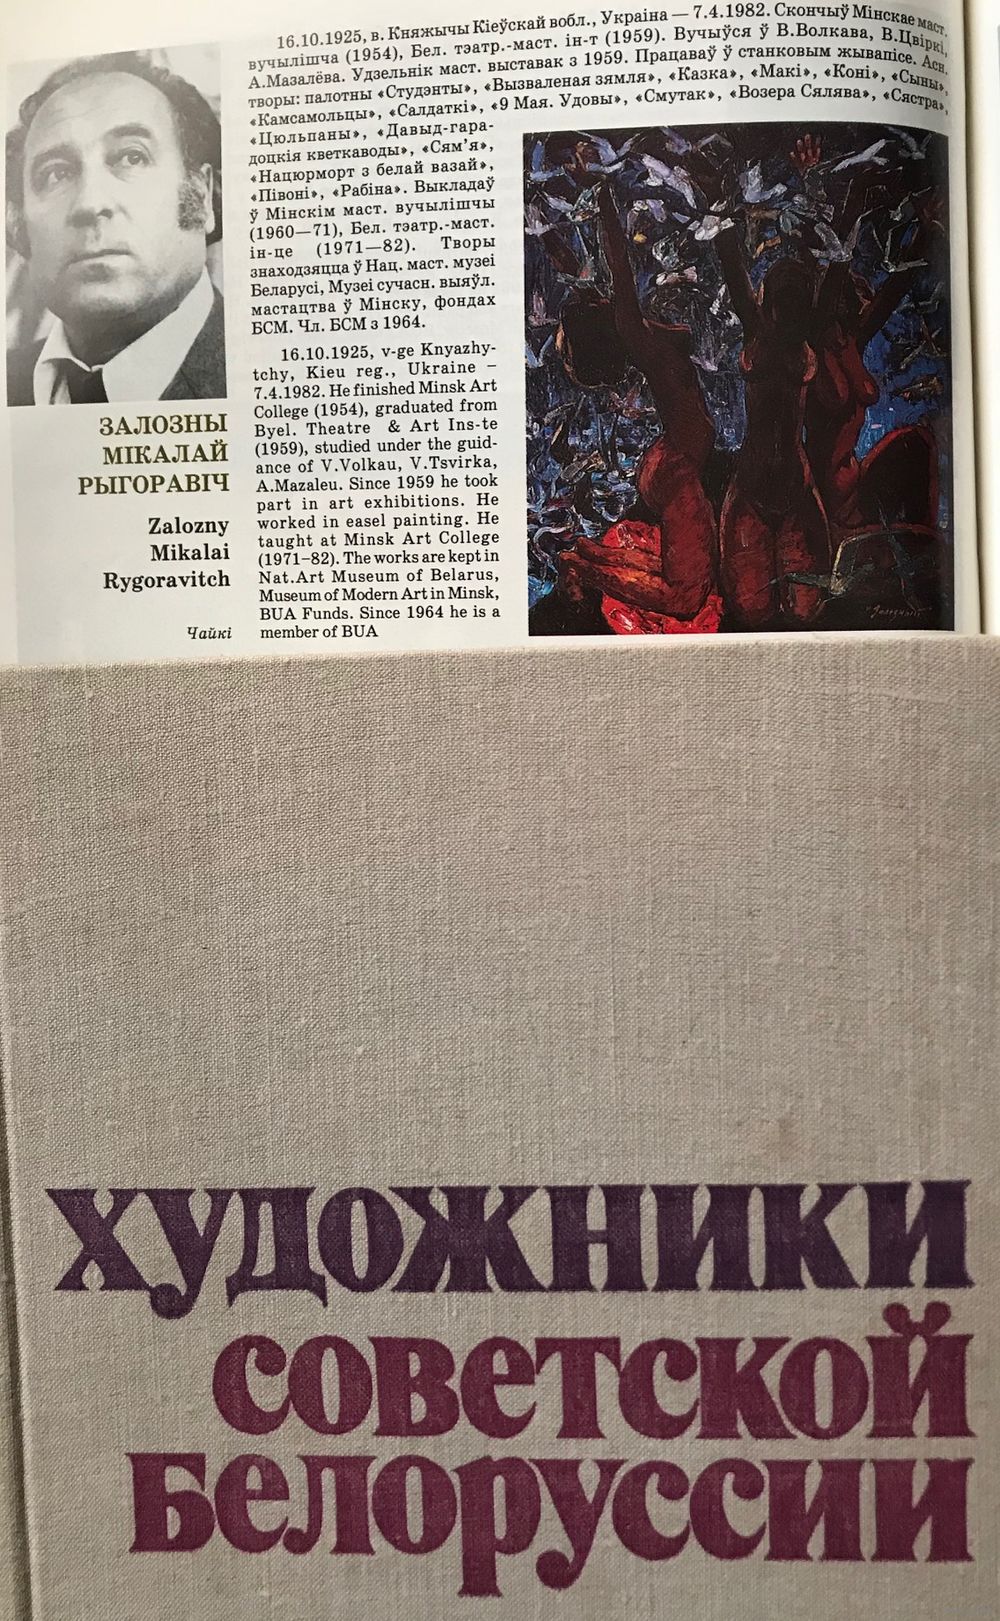 16.10.1925, в. Княжычы Кіеўскай вобл., Украіна — 7.4.1982. Скончыў Мінскае маст.
вучылішча (1954), Бел. тэатр.-маст. ін-т (1959). Вучыўся ў В.Волкава, В.Цвіркі,
А.Мазалёва. Удзельнік маст. выставак з 1959. Працаваў ў станковым жывапісе. Асн.
творы: палотны «Студэнты», «Вызваленая зямля», «Казка», «Макі», «Коні», «Сыны»,
«Камсамольцы», «Салдаткі», «9 Мая. Удовы», «Смутак», «Возера Сялява», «Сястра»,
«Цюльпаны», «Давыд-гара-
доцкія кветкаводы», «Сям’я»,
«Нацюрморт з белай вазай»,
«Півоні», «Рабіна». Выкладаў
ў Мінскім маст. вучылішчы
(1960—71), Бел. тэатр.-маст.
ін-це (1971—82). Творы
знаходзяцца ў Нац. маст. музеі
Беларусі, Музеі сучасн. выяўл.
мастацтва ў Мінску, фондах
БСМ. Чл. БСМ з 1964.
16.10.1925, v-ge Knyazhy-
tchy, Kieu reg., Ukraine –
7.4.1982. He finished Minsk Art
College (1954), graduated from
Byel. Theatre & Art Ins-te
(1959), studied under the guid-
ance of V.Volkau, V.Tsvirka,
A.Mazaleu. Since 1959 he took
part in art exhibitions. He
worked in easel painting. He
taught at Minsk Art College
(1971–82). The works are kept in
Nat.Art Museum of Belarus,
Museum of Modern Art in Minsk,
BUA Funds. Since 1964 he is a
member of BUA
ЗАЛОЗНЫ
МІКАЛАЙ
РЫГОРАВІЧ
Zalozny
Mikalai
Rygoravitch
Чайкі
ХУДОЖНИКИ
СОВЕТСКОЙ
БЕЛОРУССИИ